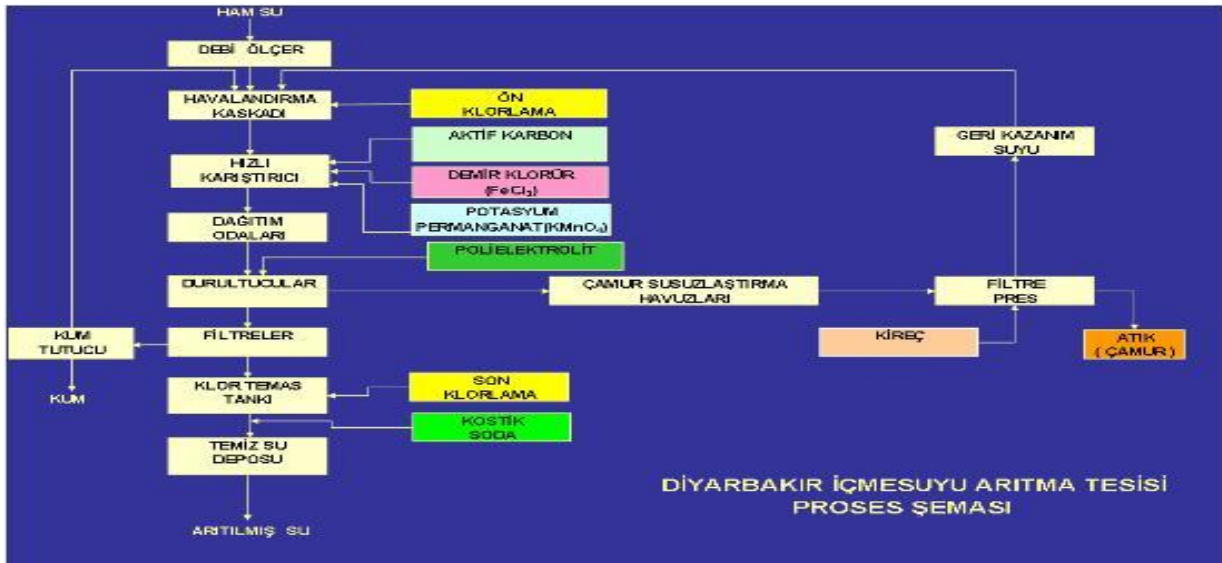 HAM SU
DEBİ ÖLÇER
HAVALANDIRMA
KASKADI
ÖN
KLORLAMA
AKTİF KARBON
GERİ KAZANIM
SUYU
HIZLI
KARIŞTIRICI
DEMİR KLORÜR
(FeCl₃)
POTASYUM
PERMANGANAT(KMnO₄)
DAĞITIM
ODALARI
POLİELEKTROLİT
DURULTUCULAR
ÇAMUR SUSUZLAŞTIRMA
HAVUZLARI
FİLTRE
PRES
KUM
TUTUCU
FİLTRELER
KİREÇ
ATIK
( ÇAMUR )
KUM
KLOR TEMAS
TANKI
SON
KLORLAMA
KOSTİK
SODA
TEMİZ SU
DEPOSU
DİYARBAKIR İÇMESUYU ARITMA TESİSİ
PROSES ŞEMASI
ARITILMIŞ SU